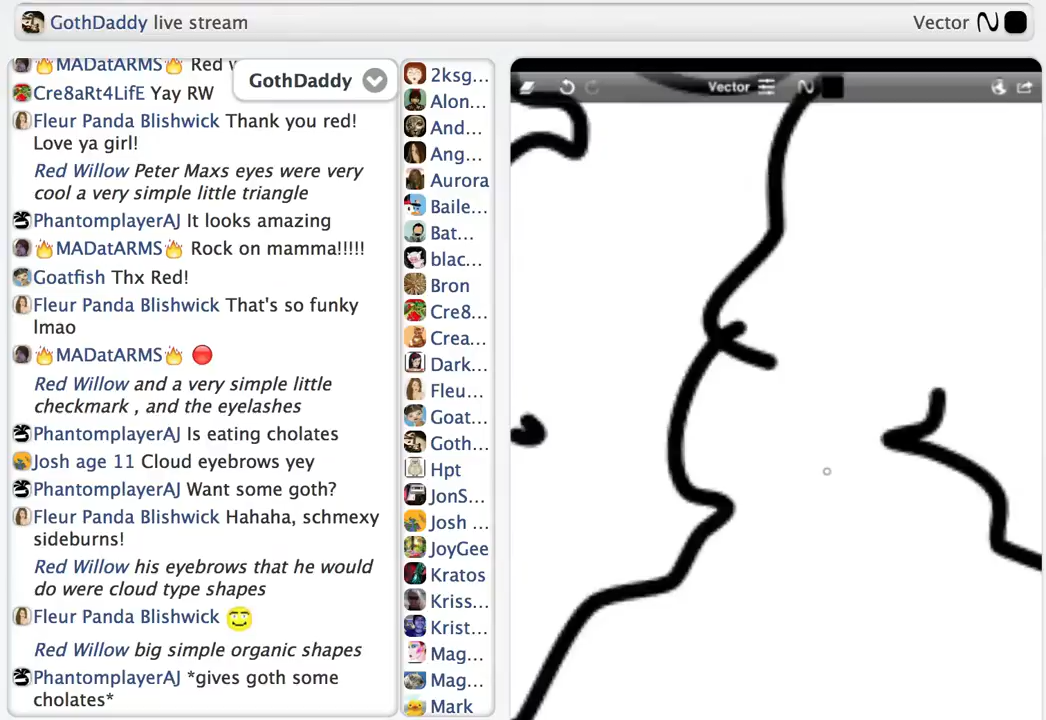 GothDaddy live stream
Vector
MADatARMS Red
GothDaddy
Cre8aRt4LifE Yay RW
Fleur Panda Blishwick Thank you red!
Love ya girl!
Red Willow Peter Maxs eyes were very
cool a very simple little triangle
PhantomplayerAJ It looks amazing
MADatARMS Rock on mamma!!!!!
Goatfish Thx Red!
Fleur Panda Blishwick That's so funky
lmao
MADatARMS
Red Willow and a very simple little
checkmark , and the eyelashes
PhantomplayerAJ Is eating cholates
Josh age 11 Cloud eyebrows yey
PhantomplayerAJ Want some goth?
Fleur Panda Blishwick Hahaha, schmexy
sideburns!
Red Willow his eyebrows that he would
do were cloud type shapes
Fleur Panda Blishwick
Red Willow big simple organic shapes
PhantomplayerAJ *gives goth some
cholates*
2ksg...
Alon...
And...
Ang...
Aurora
Baile...
Bat...
blac...
Bron
Cre8...
Crea...
Dark...
Fleu...
Goat...
Goth...
Hpt
JonS...
Josh ...
JoyGee
Kratos
Kriss...
Krist...
Mag...
Mag...
Mark
Vector